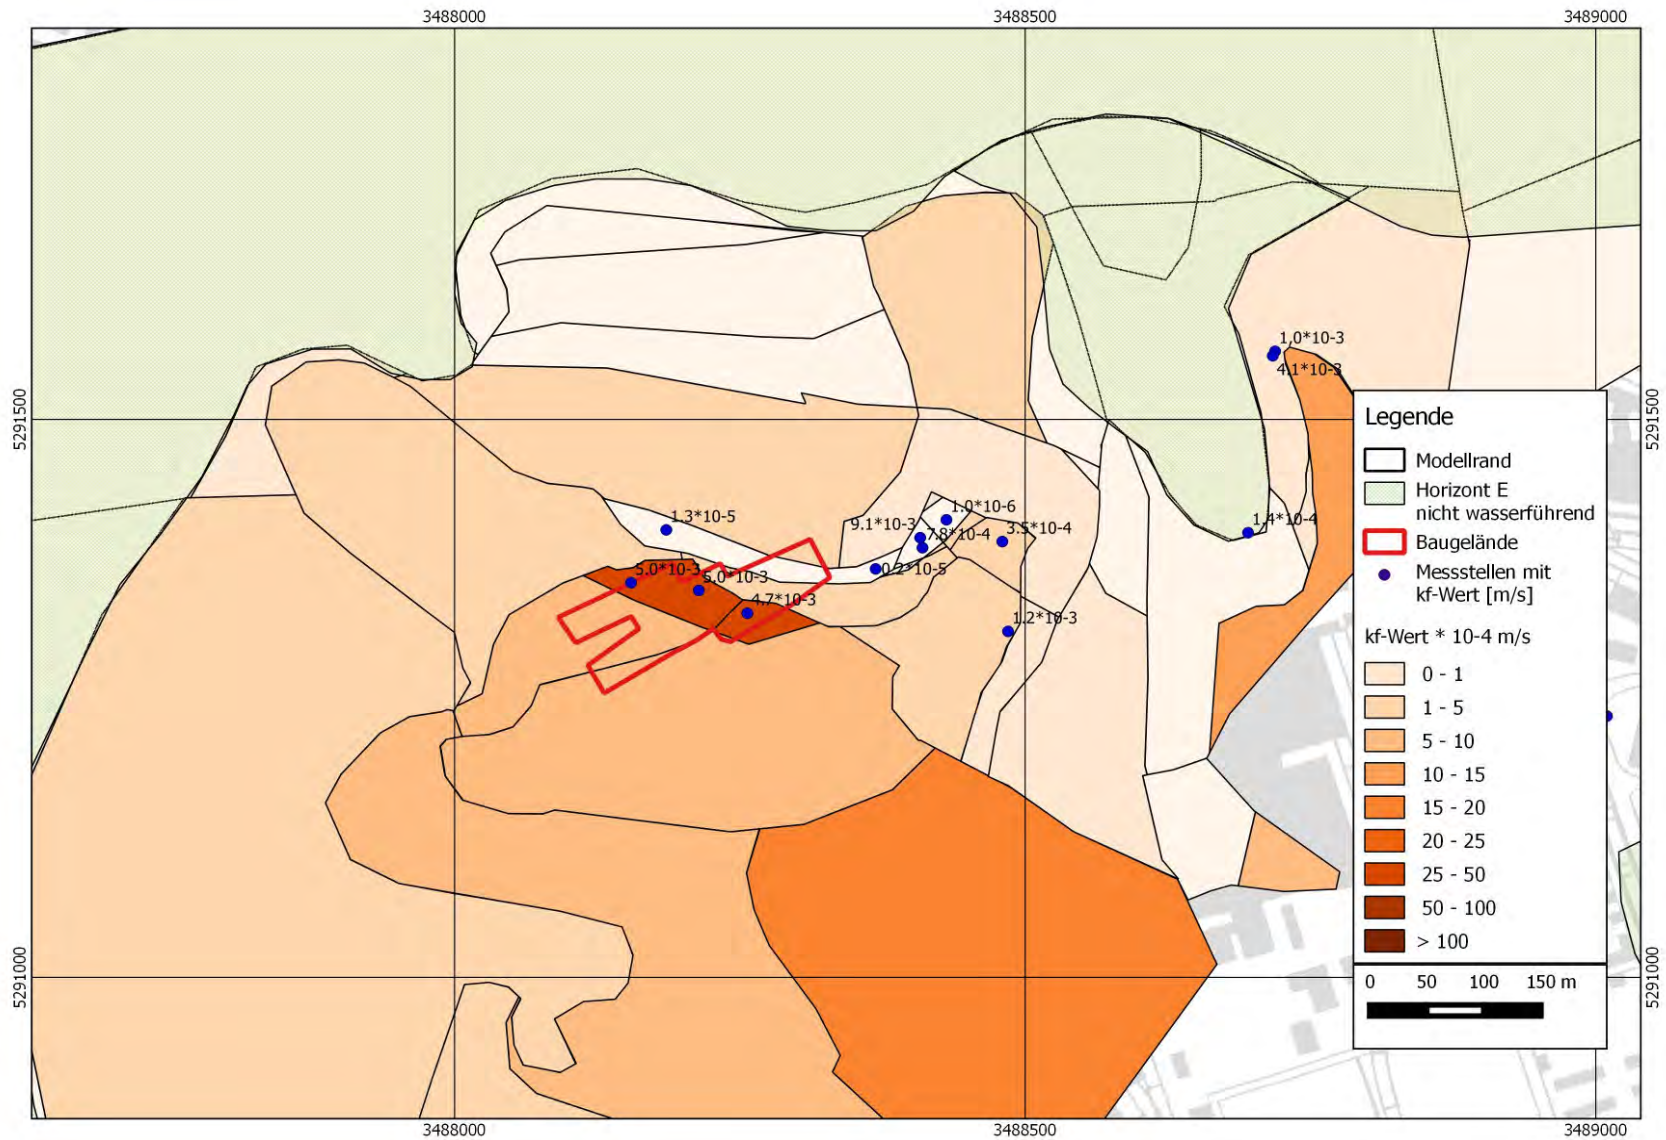 3488000
3488500
3489000
5291500
5291500
1.0*10-3
4.1*10-3
1.3*10-5
1.0*10-6
9.1*10-3
7.8*10-4
3.5*10-4
1.4*10-4
5.0*10-3
5.0*10-3
0.2*10-5
4.7*10-3
1.2*10-3
Legende
Modellrand
Horizont E
nicht wasserführend
Baugelände
Messstellen mit
kf-Wert [m/s]
kf-Wert * 10-4 m/s
0 - 1
1 - 5
5 - 10
10 - 15
15 - 20
20 - 25
25 - 50
50 - 100
> 100
0 50 100 150 m
5291000
5291000
3488000
3488500
3489000